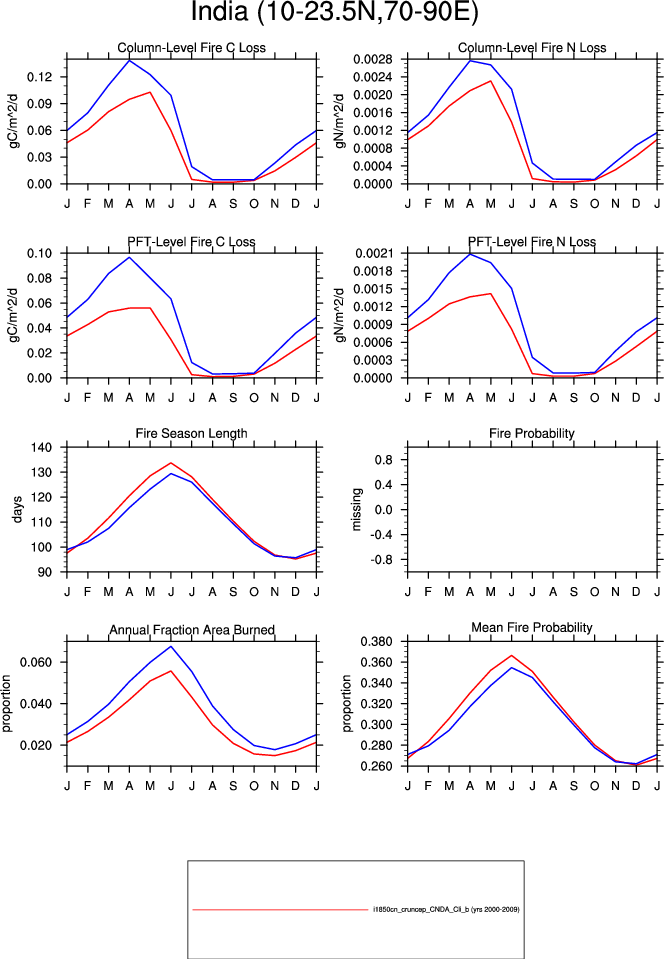 India (10-23.5N,70-90E)
Column-Level Fire C Loss
gC/m^2/d
0.12
0.09
0.06
0.03
0.00
J F M A M J J A S O N D J
Column-Level Fire N Loss
gN/m^2/d
0.0028
0.0024
0.0020
0.0016
0.0012
0.0008
0.0004
0.0000
J F M A M J J A S O N D J
PFT-Level Fire C Loss
gC/m^2/d
0.10
0.08
0.06
0.04
0.02
0.00
J F M A M J J A S O N D J
PFT-Level Fire N Loss
gN/m^2/d
0.0021
0.0018
0.0015
0.0012
0.0009
0.0006
0.0003
0.0000
J F M A M J J A S O N D J
Fire Season Length
days
140
130
120
110
100
90
J F M A M J J A S O N D J
Fire Probability
missing
0.8
0.4
0.0
-0.4
-0.8
J F M A M J J A S O N D J
Annual Fraction Area Burned
proportion
0.060
0.040
0.020
J F M A M J J A S O N D J
Mean Fire Probability
proportion
0.380
0.360
0.340
0.320
0.300
0.280
0.260
J F M A M J J A S O N D J
i1850cn_cruncep_CNDA_Cli_b (yrs 2000-2009)